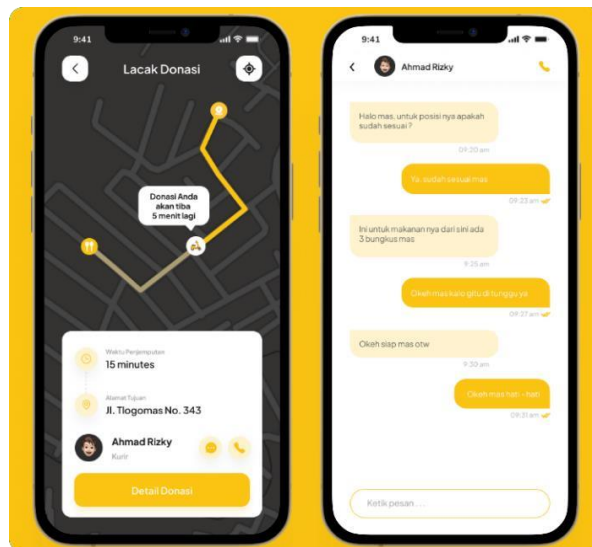 9:41
Lacak Donasi
Donasi Anda
akan tiba
5 menit lagi
Waktu Penjemputan
15 minutes
Alamat Tujuan
Jl. Tlogomas No. 343
Ahmad Rizky
Kurir
Detail Donasi
9:41
Ahmad Rizky
Halo mas, untuk posisi nya apakah
sudah sesuai ?
09:20 am
Ya, sudah sesuai mas
09:23 am
Ini untuk makanan nya dari sini ada
3 bungkus mas
9:25 am
Okeh mas kalo gitu ditunggu ya
09:27 am
Okeh siap mas otw
9:30 am
Okeh mas hati - hati
09:31 am
Ketik pesan . . .